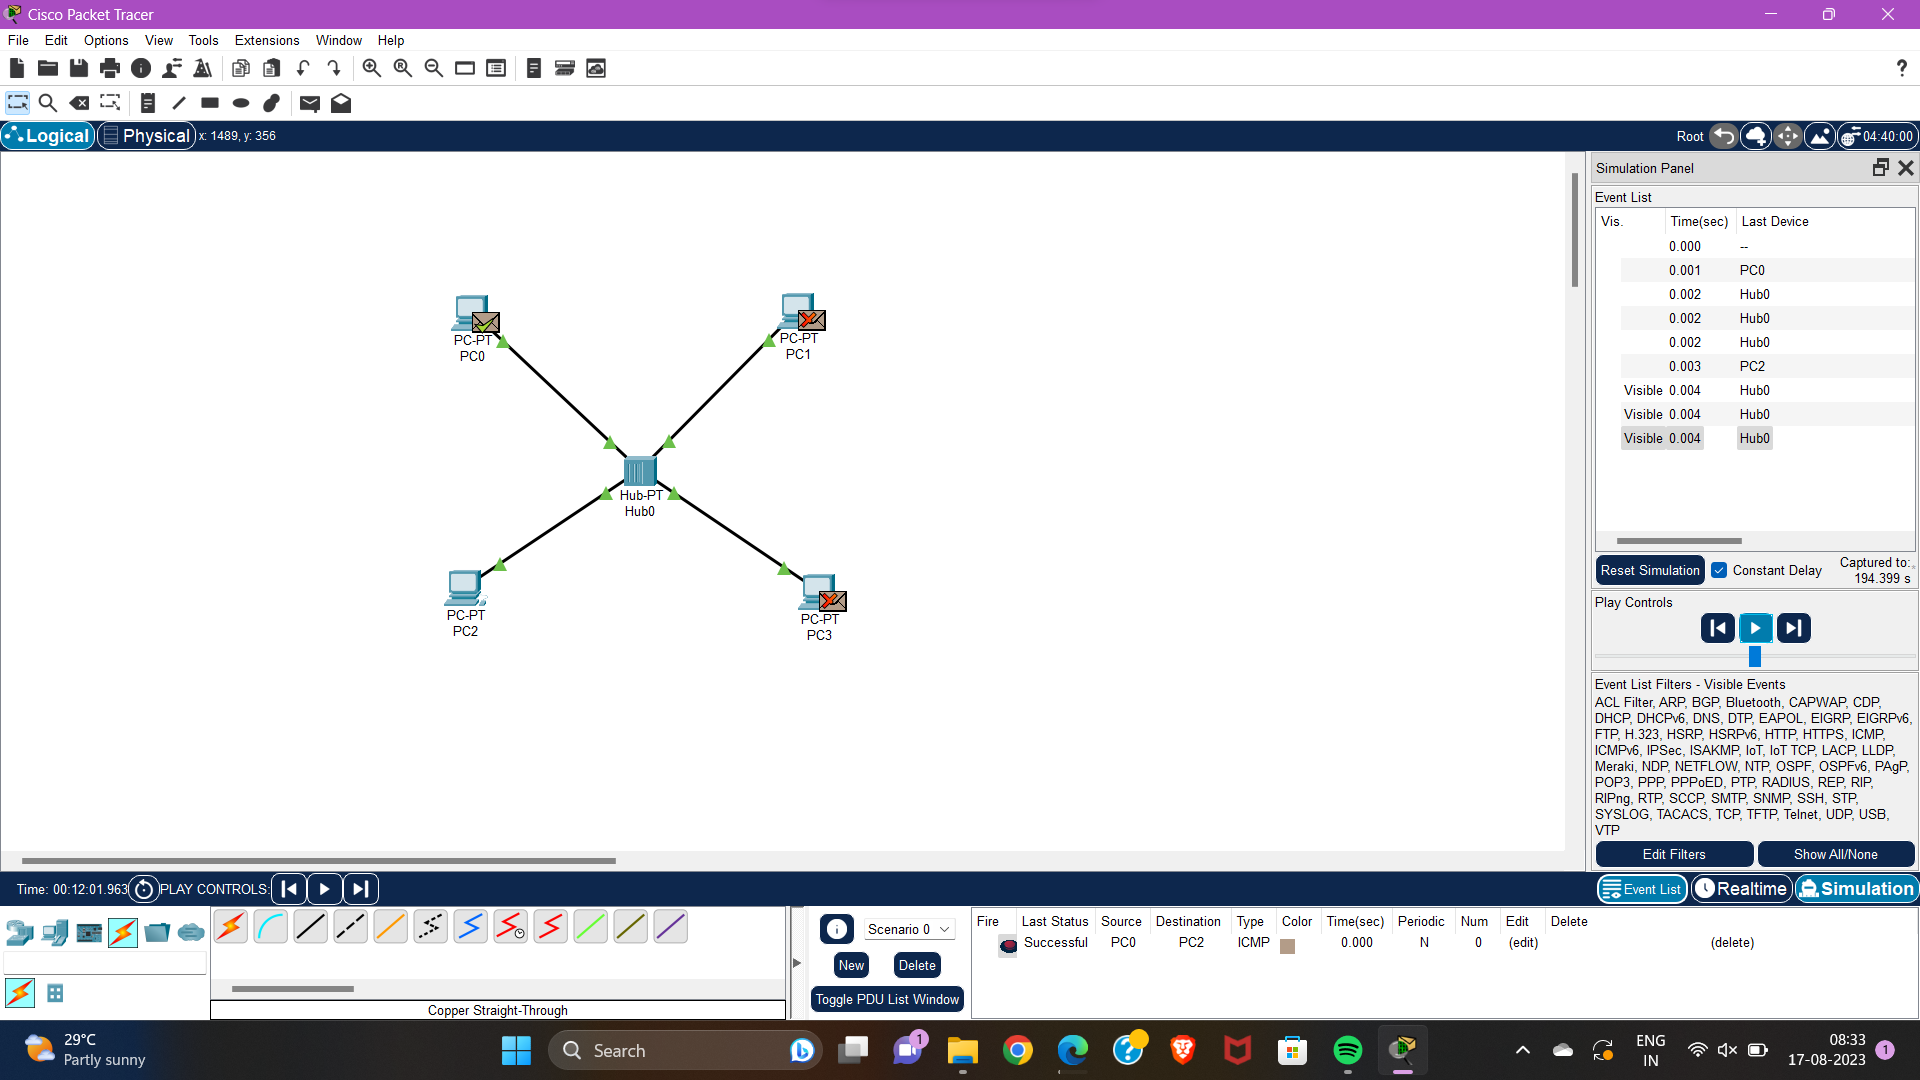 Cisco Packet Tracer
File Edit Options View Tools Extensions Window Help
?
Logical Physical x: 1489, y: 356
Root 04:40:00
Simulation Panel
Event List
Vis. Time(sec) Last Device
0.000 --
0.001 PC0
0.002 Hub0
0.002 Hub0
0.002 Hub0
0.003 PC2
Visible 0.004 Hub0
Visible 0.004 Hub0
Visible 0.004 Hub0
PC-PT
PC0
PC-PT
PC1
Hub-PT
Hub0
PC-PT
PC2
PC-PT
PC3
Reset Simulation Constant Delay Captured to:
194.399 s
Play Controls
Event List Filters - Visible Events
ACL Filter, ARP, BGP, Bluetooth, CAPWAP, CDP,
DHCP, DHCPv6, DNS, DTP, EAPOL, EIGRP, EIGRPv6,
FTP, H.323, HSRP, HSRPv6, HTTP, HTTPS, ICMP,
ICMPv6, IPSec, ISAKMP, IoT, IoT TCP, LACP, LLDP,
Meraki, NDP, NETFLOW, NTP, OSPF, OSPFv6, PAgP,
POP3, PPP, PPPoED, PTP, RADIUS, REP, RIP,
RIPng, RTP, SCCP, SMTP, SNMP, SSH, STP,
SYSLOG, TACACS, TCP, TFTP, Telnet, UDP, USB,
VTP
Edit Filters Show All/None
Time: 00:12:01.963 PLAY CONTROLS:
Event List Realtime Simulation
Scenario 0
New Delete
Toggle PDU List Window
Fire Last Status Source Destination Type Color Time(sec) Periodic Num Edit Delete
Successful PC0 PC2 ICMP 0.000 N 0 (edit) (delete)
Copper Straight-Through
29°C
Partly sunny
Search
1
ENG
IN
08:33
17-08-2023
1